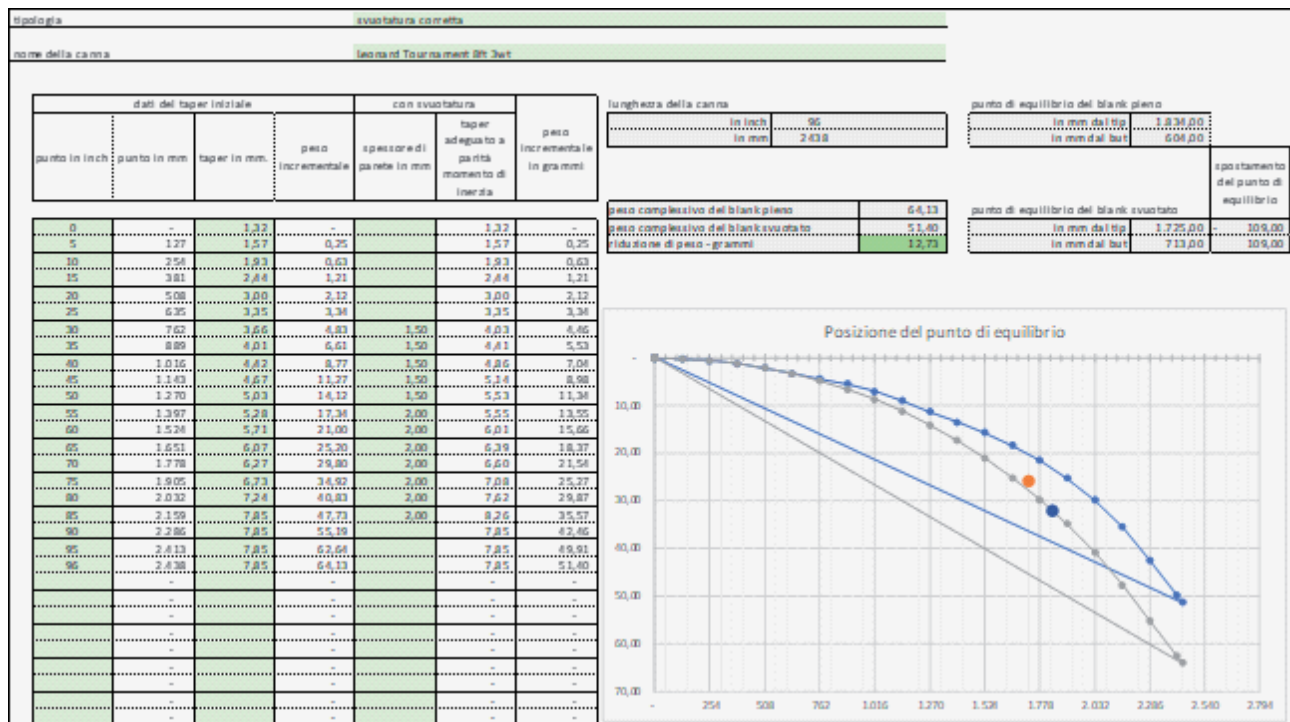 tipologia svuotatura corretta
nome della canna leonard Tournament 8ft 3wt
dati del taper iniziale con svuotatura peso incrementale in grammi
punto in inch punto in mm taper in mm. peso incrementale spessore di parete in mm taper adeguato a parità momento di inerzia
0 - 1,32 - 1,32 -
5 127 1,57 0,25 1,57 0,25
10 254 1,93 0,63 1,93 0,63
15 381 2,44 1,21 2,44 1,21
20 508 3,00 2,12 3,00 2,12
25 635 3,35 3,34 3,35 3,34
30 762 3,66 4,83 1,50 4,03 4,46
35 889 4,01 6,61 1,50 4,41 5,53
40 1.016 4,42 8,77 1,50 4,86 7,04
45 1.143 4,67 11,27 1,50 5,14 8,98
50 1.270 5,03 14,12 1,50 5,53 11,34
55 1.397 5,28 17,34 2,00 5,55 13,55
60 1.524 5,71 21,00 2,00 6,01 15,66
65 1.651 6,07 25,20 2,00 6,39 18,37
70 1.778 6,27 29,80 2,00 6,60 21,54
75 1.905 6,73 34,92 2,00 7,08 25,27
80 2.032 7,24 40,83 2,00 7,62 29,87
85 2.159 7,85 47,73 2,00 8,26 35,57
90 2.286 7,85 55,19 7,85 42,46
95 2.413 7,85 62,64 7,85 49,91
96 2.438 7,85 64,13 7,85 51,40
- - -
- - -
- - -
- - -
- - -
- - -
- - -
- - -
- - -
lunghezza della canna
in inch 96
in mm 2438
peso complessivo del blank pieno 64,13
peso complessivo del blank svuotato 51,40
riduzione di peso - grammi 12,73
punto di equilibrio del blank pieno
in mm dal tip 1.834,00
in mm dal but 604,00
spostamento del punto di equilibrio
punto di equilibrio del blank svuotato
in mm dal tip 1.725,00 - 109,00
in mm dal but 713,00 109,00
Posizione del punto di equilibrio
-
10,00
20,00
30,00
40,00
50,00
60,00
70,00
- 254 508 762 1.016 1.270 1.524 1.778 2.032 2.286 2.540 2.794